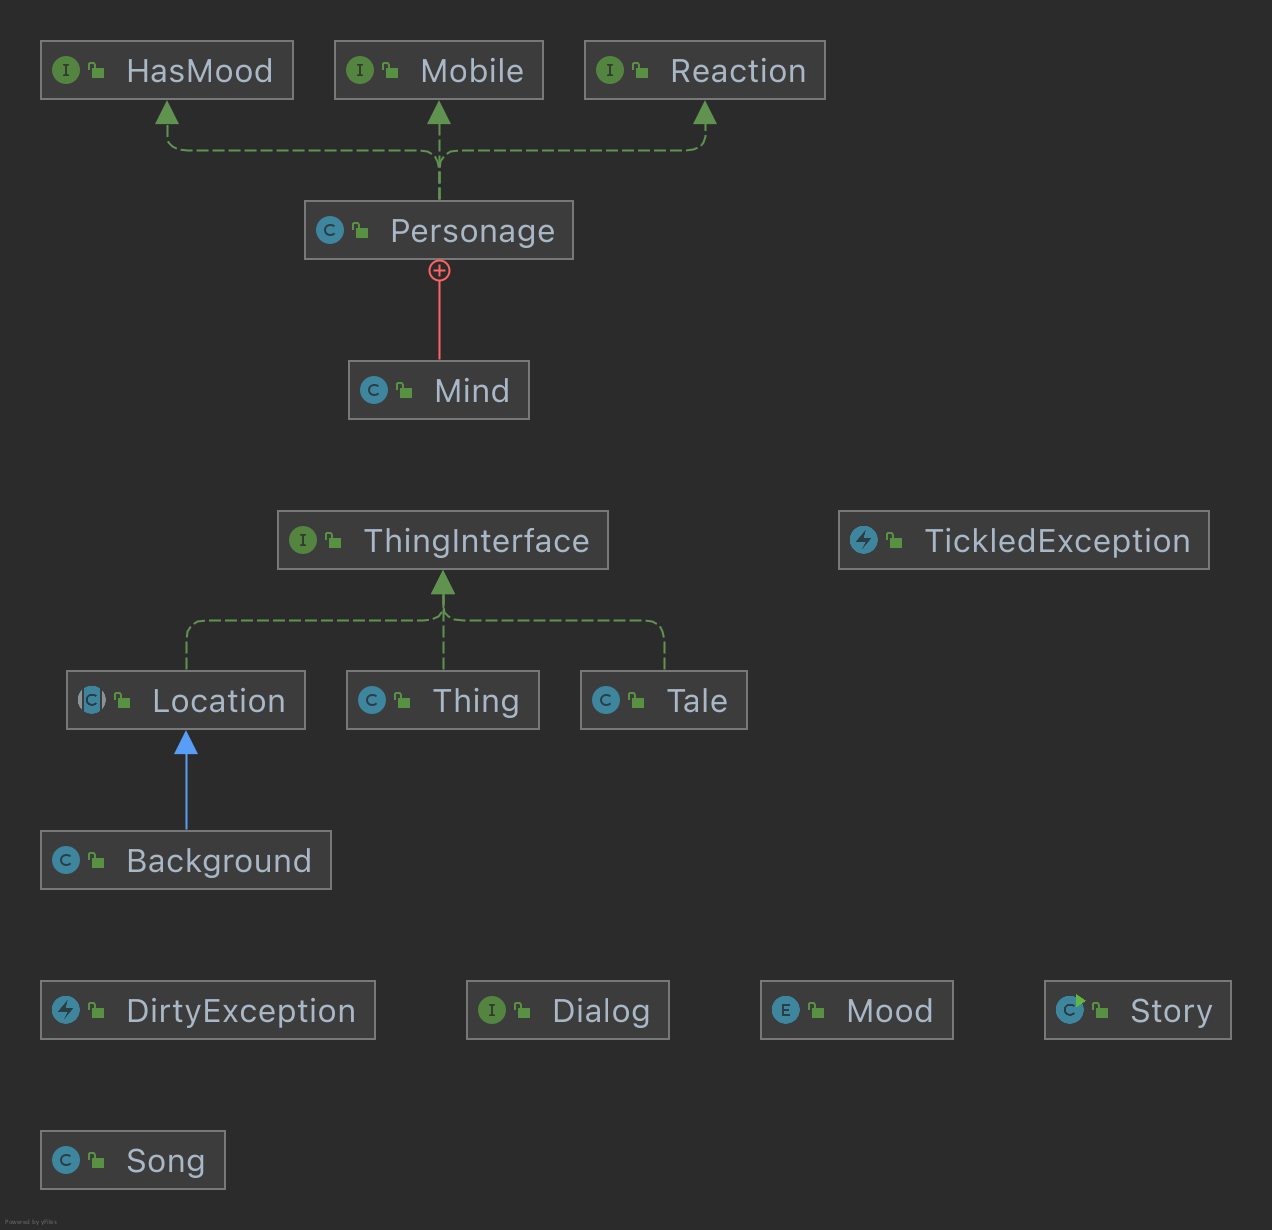 HasMood
Mobile
Reaction
Personage
Mind
ThingInterface
TickledException
Location
Thing
Tale
Background
DirtyException
Dialog
Mood
Story
Song
Powered by yFiles